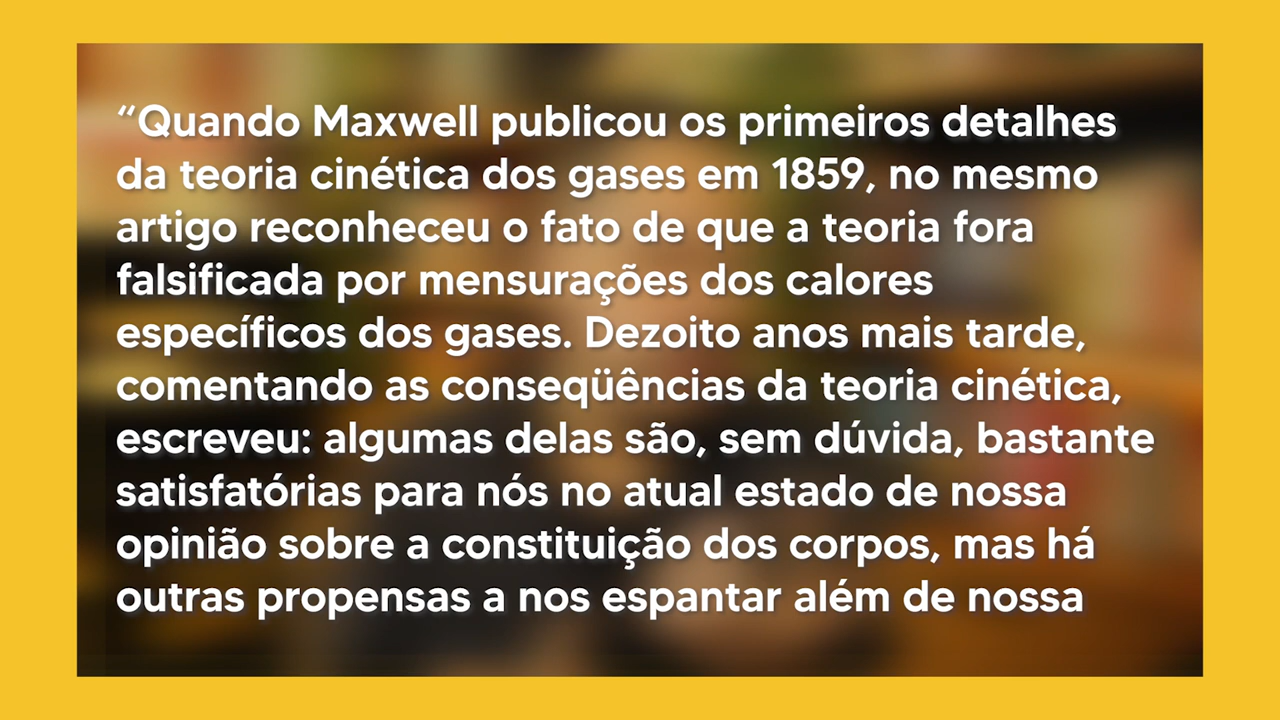 “Quando Maxwell publicou os primeiros detalhes
da teoria cinética dos gases em 1859, no mesmo
artigo reconheceu o fato de que a teoria fora
falsificada por mensurações dos calores
específicos dos gases. Dezoito anos mais tarde,
comentando as conseqüências da teoria cinética,
escreveu: algumas delas são, sem dúvida, bastante
satisfatórias para nós no atual estado de nossa
opinião sobre a constituição dos corpos, mas há
outras propensas a nos espantar além de nossa